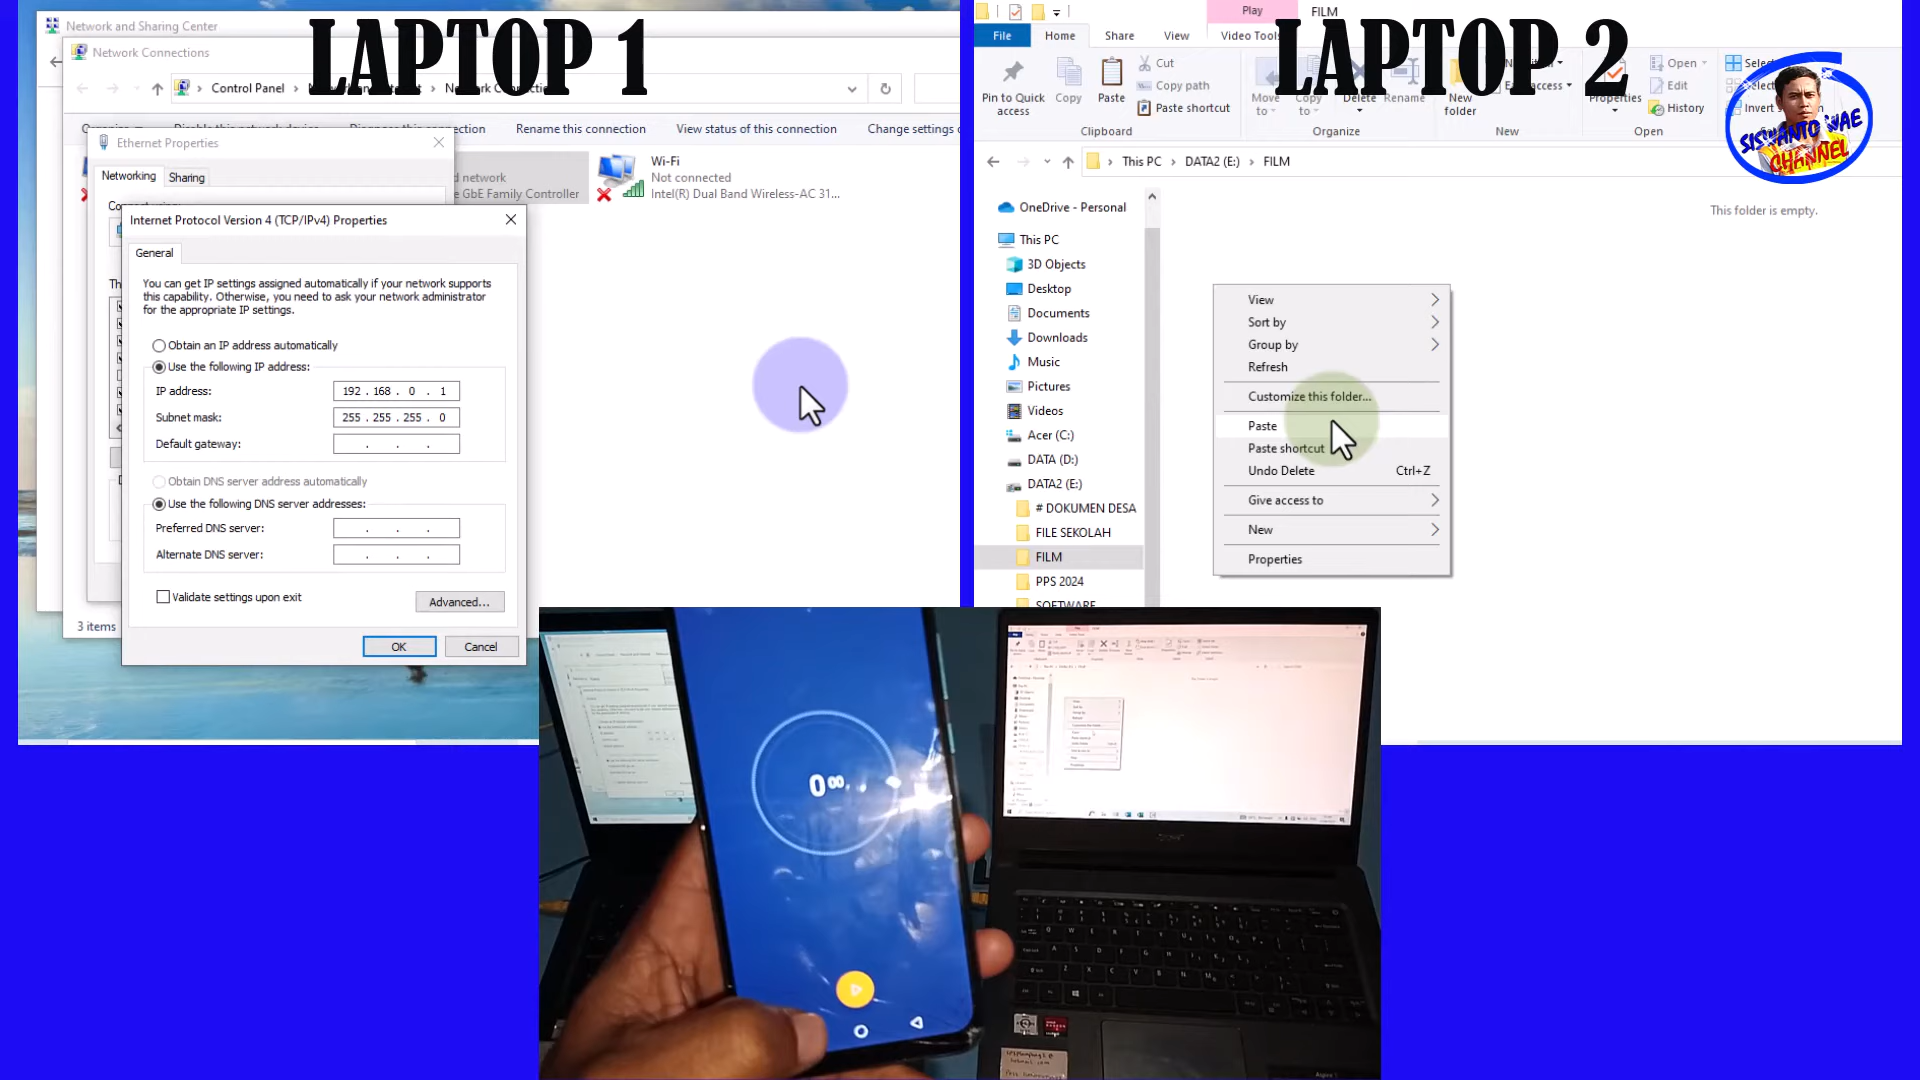 LAPTOP 1
Network and Sharing Center
Network Connections
Control Panel
Rename this connection
View status of this connection
Change settings
Ethernet Properties
Networking
Sharing
d network
e GbE Family Controller
Wi-Fi
Not connected
Intel(R) Dual Band Wireless-AC 31...
Internet Protocol Version 4 (TCP/IPv4) Properties
General
You can get IP settings assigned automatically if your network supports
this capability. Otherwise, you need to ask your network administrator
for the appropriate IP settings.
Obtain an IP address automatically
Use the following IP address:
IP address: 192 . 168 . 0 . 1
Subnet mask: 255 . 255 . 255 . 0
Default gateway: . . .
Obtain DNS server address automatically
Use the following DNS server addresses:
Preferred DNS server: . . .
Alternate DNS server: . . .
Validate settings upon exit
Advanced...
OK
Cancel
3 items
LAPTOP 2
Play
FILM
File
Home
Share
View
Video Tools
Pin to Quick
access
Copy
Paste
Cut
Copy path
Paste shortcut
Clipboard
Move
to
Copy
to
Delete
Rename
Organize
New
folder
New
Properties
Open
Edit
History
Open
Invert
SISWANTO WAE
CHANNEL
This PC
DATA2 (E:)
FILM
This folder is empty.
OneDrive - Personal
This PC
3D Objects
Desktop
Documents
Downloads
Music
Pictures
Videos
Acer (C:)
DATA (D:)
DATA2 (E:)
# DOKUMEN DESA
FILE SEKOLAH
FILM
PPS 2024
SOFTWARE
View
Sort by
Group by
Refresh
Customize this folder...
Paste
Paste shortcut
Undo Delete Ctrl+Z
Give access to
New
Properties
0 00